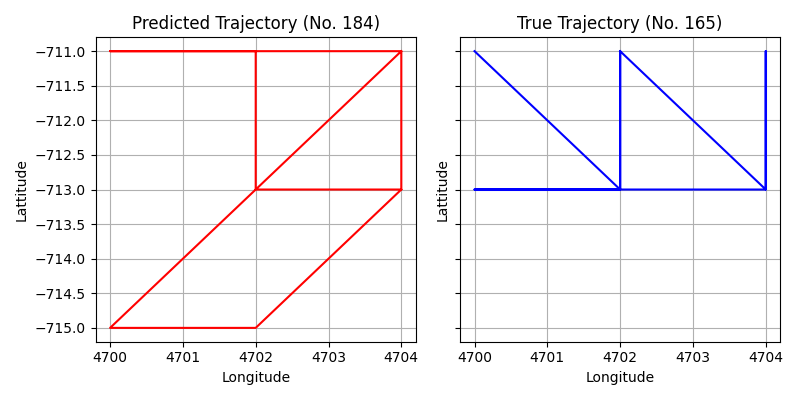 Predicted Trajectory (No. 184)
True Trajectory (No. 165)
−711.0
−711.5
−712.0
−712.5
−713.0
−713.5
−714.0
−714.5
−715.0
Lattitude
Lattitude
4700 4701 4702 4703 4704
4700 4701 4702 4703 4704
Longitude
Longitude